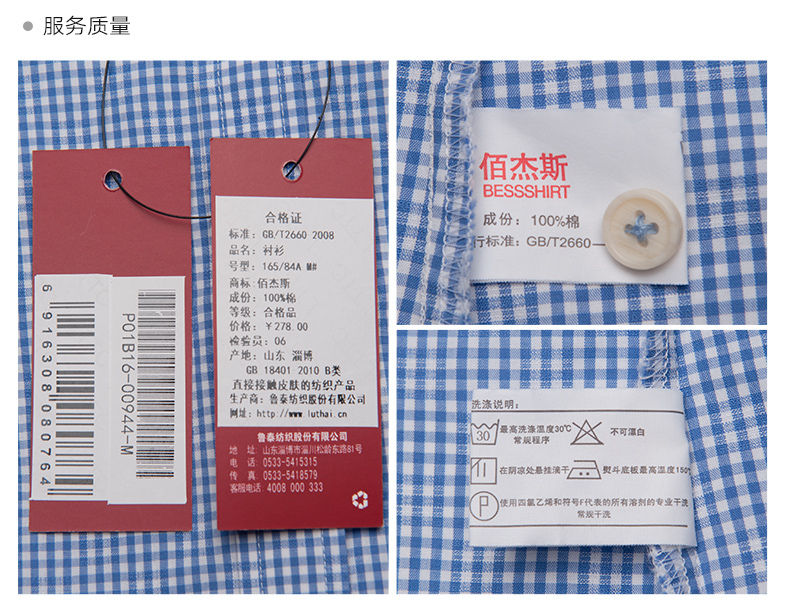 服务质量
6 916308 080764
P01B16-00944-M
合格证
标准: GB/T2660 2008
品名: 衬衫
号型: 165/84A M#
商标: 佰杰斯
成份: 100%棉
等级: 合格品
价格: ￥278.00
检验员: 06
产地: 山东 淄博
GB 18401 2010 B类
直接接触皮肤的纺织产品
生产商: 鲁泰纺织股份有限公司
网址: http://www.luthai.cn
鲁泰纺织股份有限公司
地 址: 山东淄博市淄川松龄东路81号
电 话: 0533-5415315
传 真: 0533-5418579
客服电话: 4008 000 333
佰杰斯
BESSSHIRT
成份: 100%棉
行标准: GB/T2660—
洗涤说明:
30
最高洗涤温度30℃
常规程序
不可漂白
在阴凉处悬挂滴干
熨斗底板最高温度150
P
使用四氯乙烯和符号F代表的所有溶剂的专业干洗
常规干洗